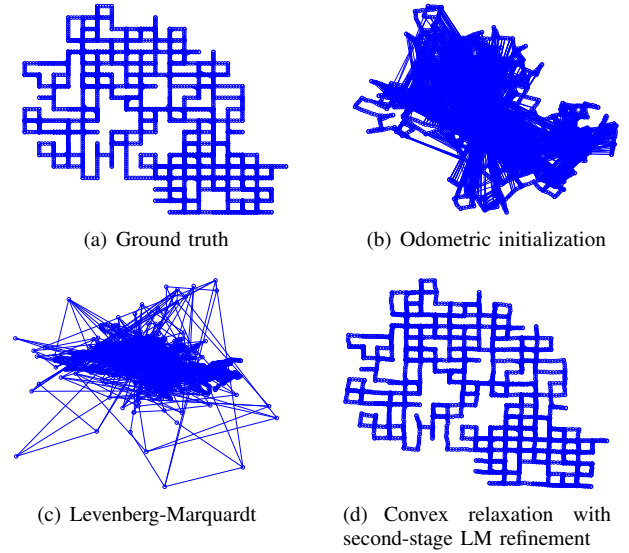 (a) Ground truth
(b) Odometric initialization
(c) Levenberg-Marquardt
(d) Convex relaxation with
second-stage LM refinement